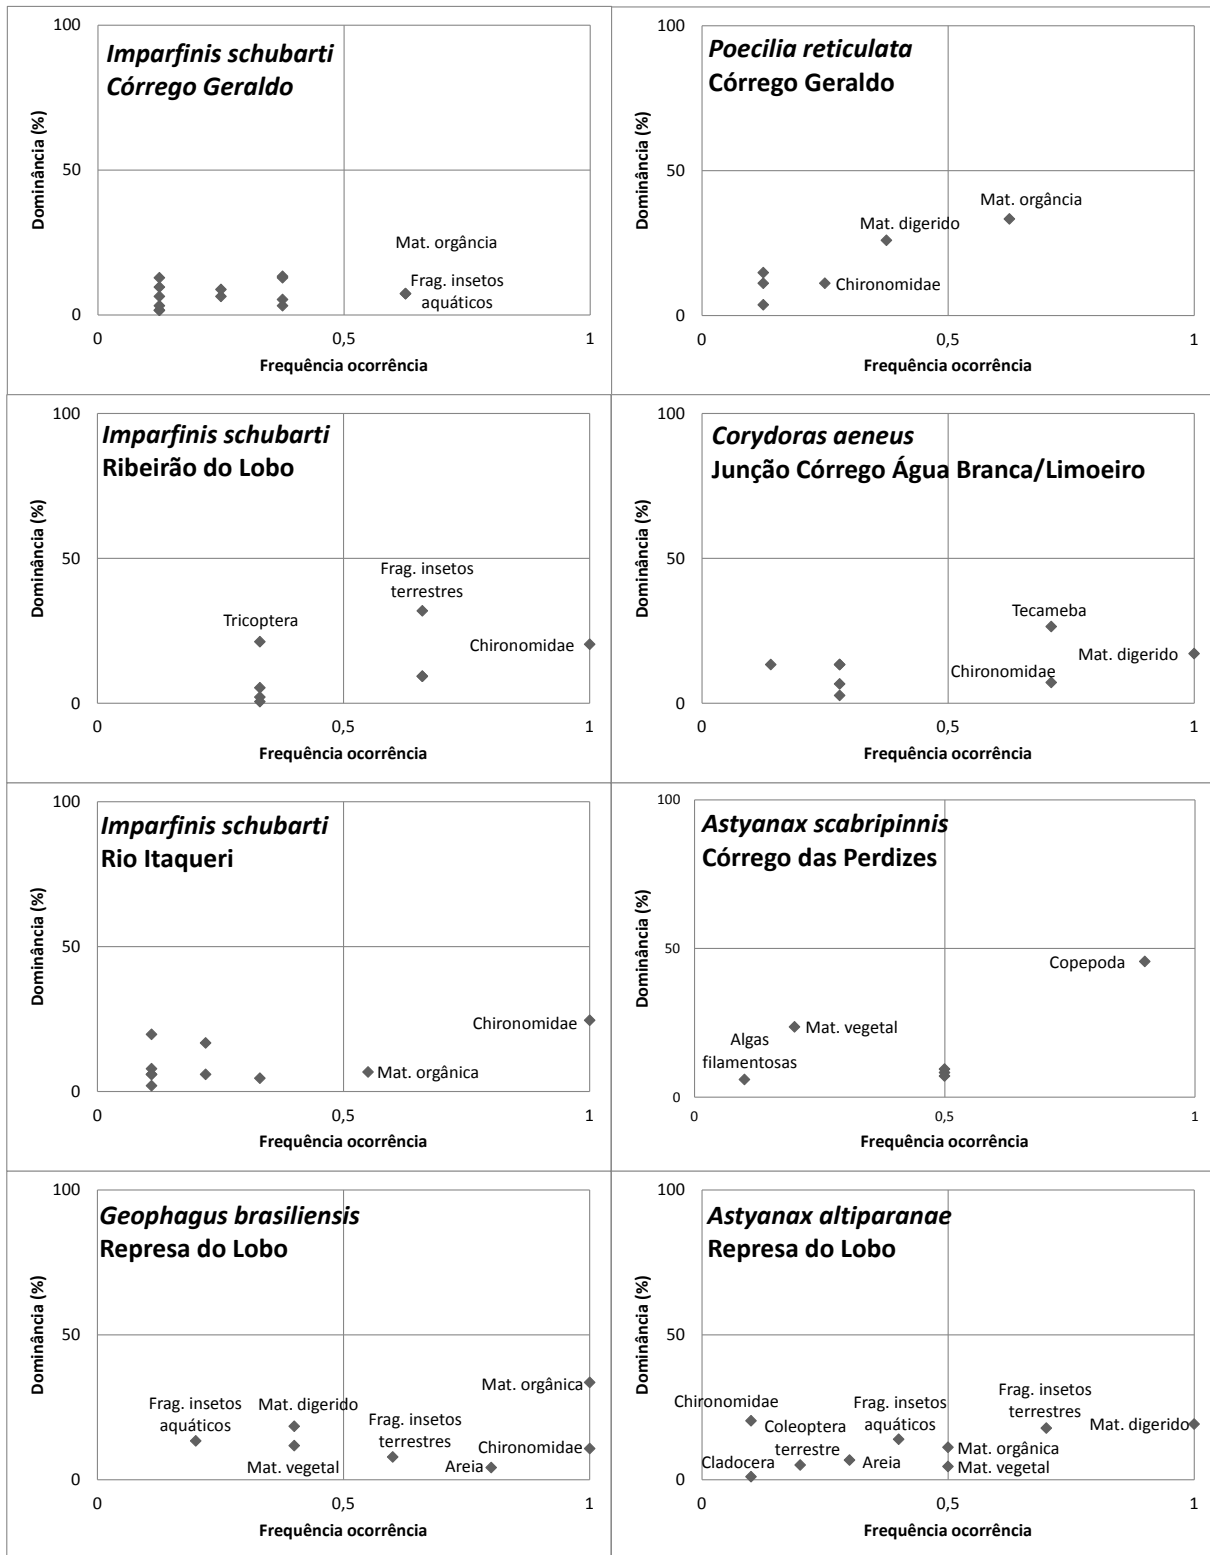 Imparfinis schubarti
Córrego Geraldo
100
50
0
Dominância (%)
Mat. orgância
Frag. insetos
aquáticos
0
0,5
1
Frequência ocorrência
Poecilia reticulata
Córrego Geraldo
100
50
0
Dominância (%)
Mat. orgância
Mat. digerido
Chironomidae
0
0,5
1
Frequência ocorrência
Imparfinis schubarti
Ribeirão do Lobo
100
50
0
Dominância (%)
Frag. insetos
terrestres
Tricoptera
Chironomidae
0
0,5
1
Frequência ocorrência
Corydoras aeneus
Junção Córrego Água Branca/Limoeiro
100
50
0
Dominância (%)
Tecameba
Mat. digerido
Chironomidae
0
0,5
1
Frequência ocorrência
Imparfinis schubarti
Rio Itaqueri
100
50
0
Dominância (%)
Chironomidae
Mat. orgânica
0
0,5
1
Frequência ocorrência
Astyanax scabripinnis
Córrego das Perdizes
100
50
0
Dominância (%)
Copepoda
Mat. vegetal
Algas
filamentosas
0
0,5
1
Frequência ocorrência
Geophagus brasiliensis
Represa do Lobo
100
50
0
Dominância (%)
Mat. orgânica
Frag. insetos
aquáticos
Mat. digerido
Frag. insetos
terrestres
Chironomidae
Mat. vegetal
Areia
0
0,5
1
Frequência ocorrência
Astyanax altiparanae
Represa do Lobo
100
50
0
Dominância (%)
Chironomidae
Frag. insetos
aquáticos
Frag. insetos
terrestres
Mat. digerido
Coleoptera
terrestre
Mat. orgânica
Cladocera
Areia
Mat. vegetal
0
0,5
1
Frequência ocorrência